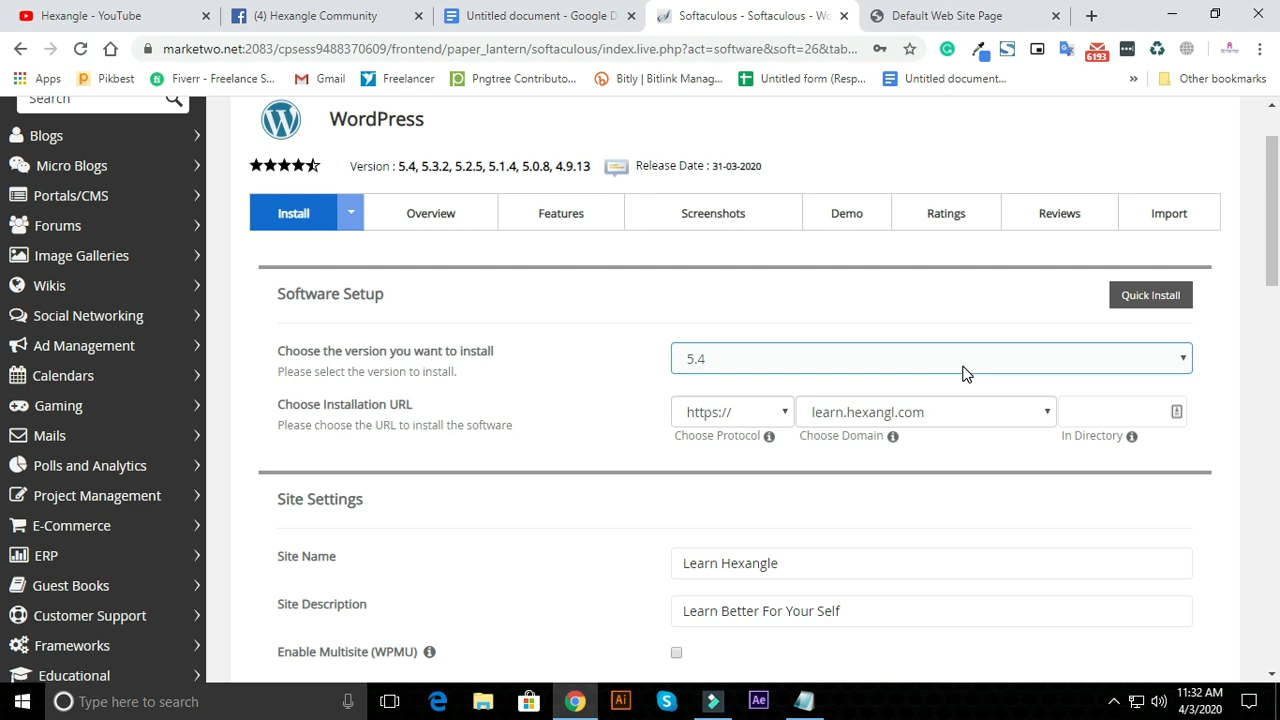 Hexangle - YouTube
(4) Hexangle Community
Untitled document - Google D
Softaculous - Softaculous - Wo
Default Web Site Page
marketwo.net:2083/cpsess9488370609/frontend/paper_lantern/softaculous/index.live.php?act=software&soft=26&tab...
6193
Apps
Pikbest
Fiverr - Freelance S...
Gmail
Freelancer
Pngtree Contributo...
Bitly | Bitlink Manag...
Untitled form (Resp...
Untitled document...
»
Other bookmarks
Search
WordPress
Version : 5.4, 5.3.2, 5.2.5, 5.1.4, 5.0.8, 4.9.13
Release Date : 31-03-2020
Install
Overview
Features
Screenshots
Demo
Ratings
Reviews
Import
Blogs
Micro Blogs
Portals/CMS
Forums
Image Galleries
Wikis
Social Networking
Ad Management
Calendars
Gaming
Mails
Polls and Analytics
Project Management
E-Commerce
ERP
Guest Books
Customer Support
Frameworks
Educational
Software Setup
Quick Install
Choose the version you want to install
Please select the version to install.
5.4
Choose Installation URL
Please choose the URL to install the software
https://
learn.hexangl.com
Choose Protocol
Choose Domain
In Directory
Site Settings
Site Name
Learn Hexangle
Site Description
Learn Better For Your Self
Enable Multisite (WPMU)
Type here to search
Ai
Ae
11:32 AM
4/3/2020